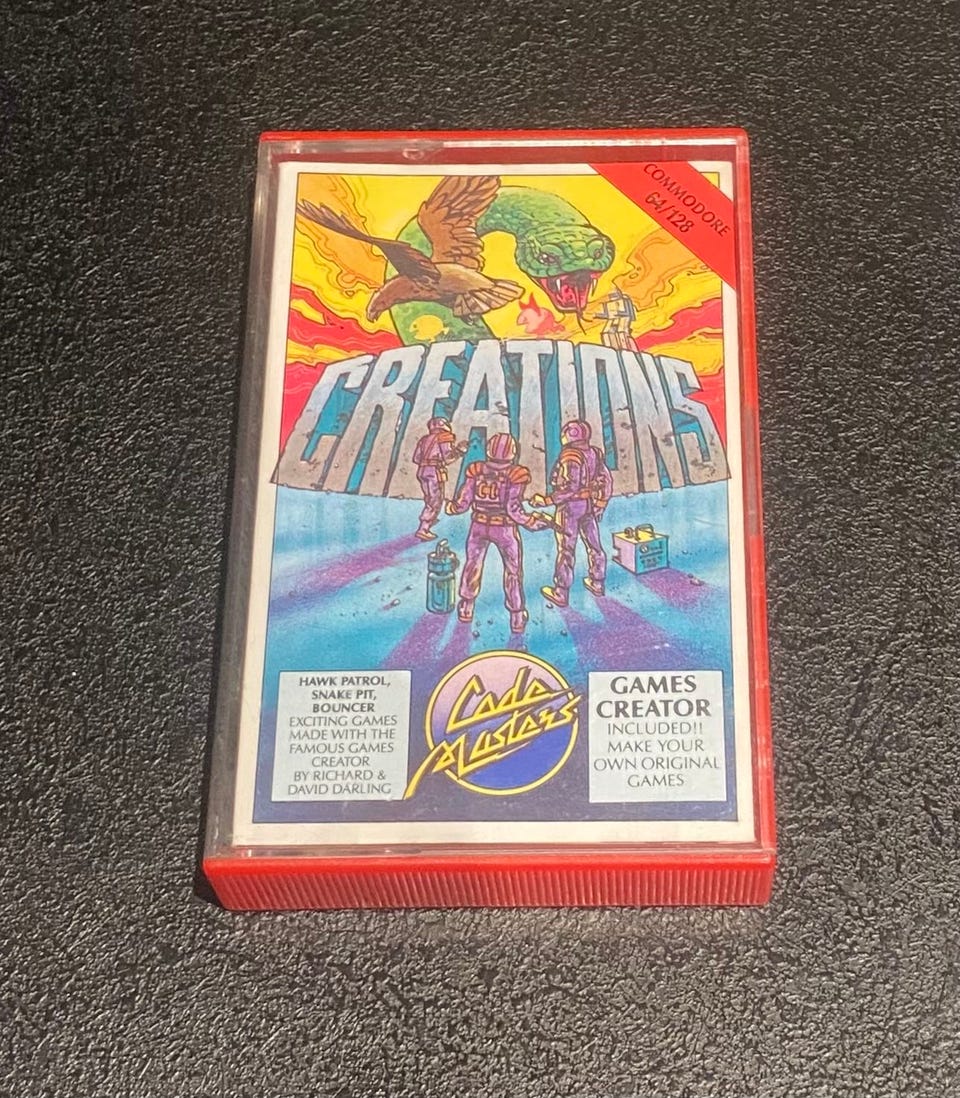 COMMODORE
64/128
CREATIONS
HAWK PATROL,
SNAKE PIT,
BOUNCER
EXCITING GAMES
MADE WITH THE
FAMOUS GAMES
CREATOR
BY RICHARD &
DAVID DARLING
Code
Masters
GAMES
CREATOR
INCLUDED!!
MAKE YOUR
OWN ORIGINAL
GAMES